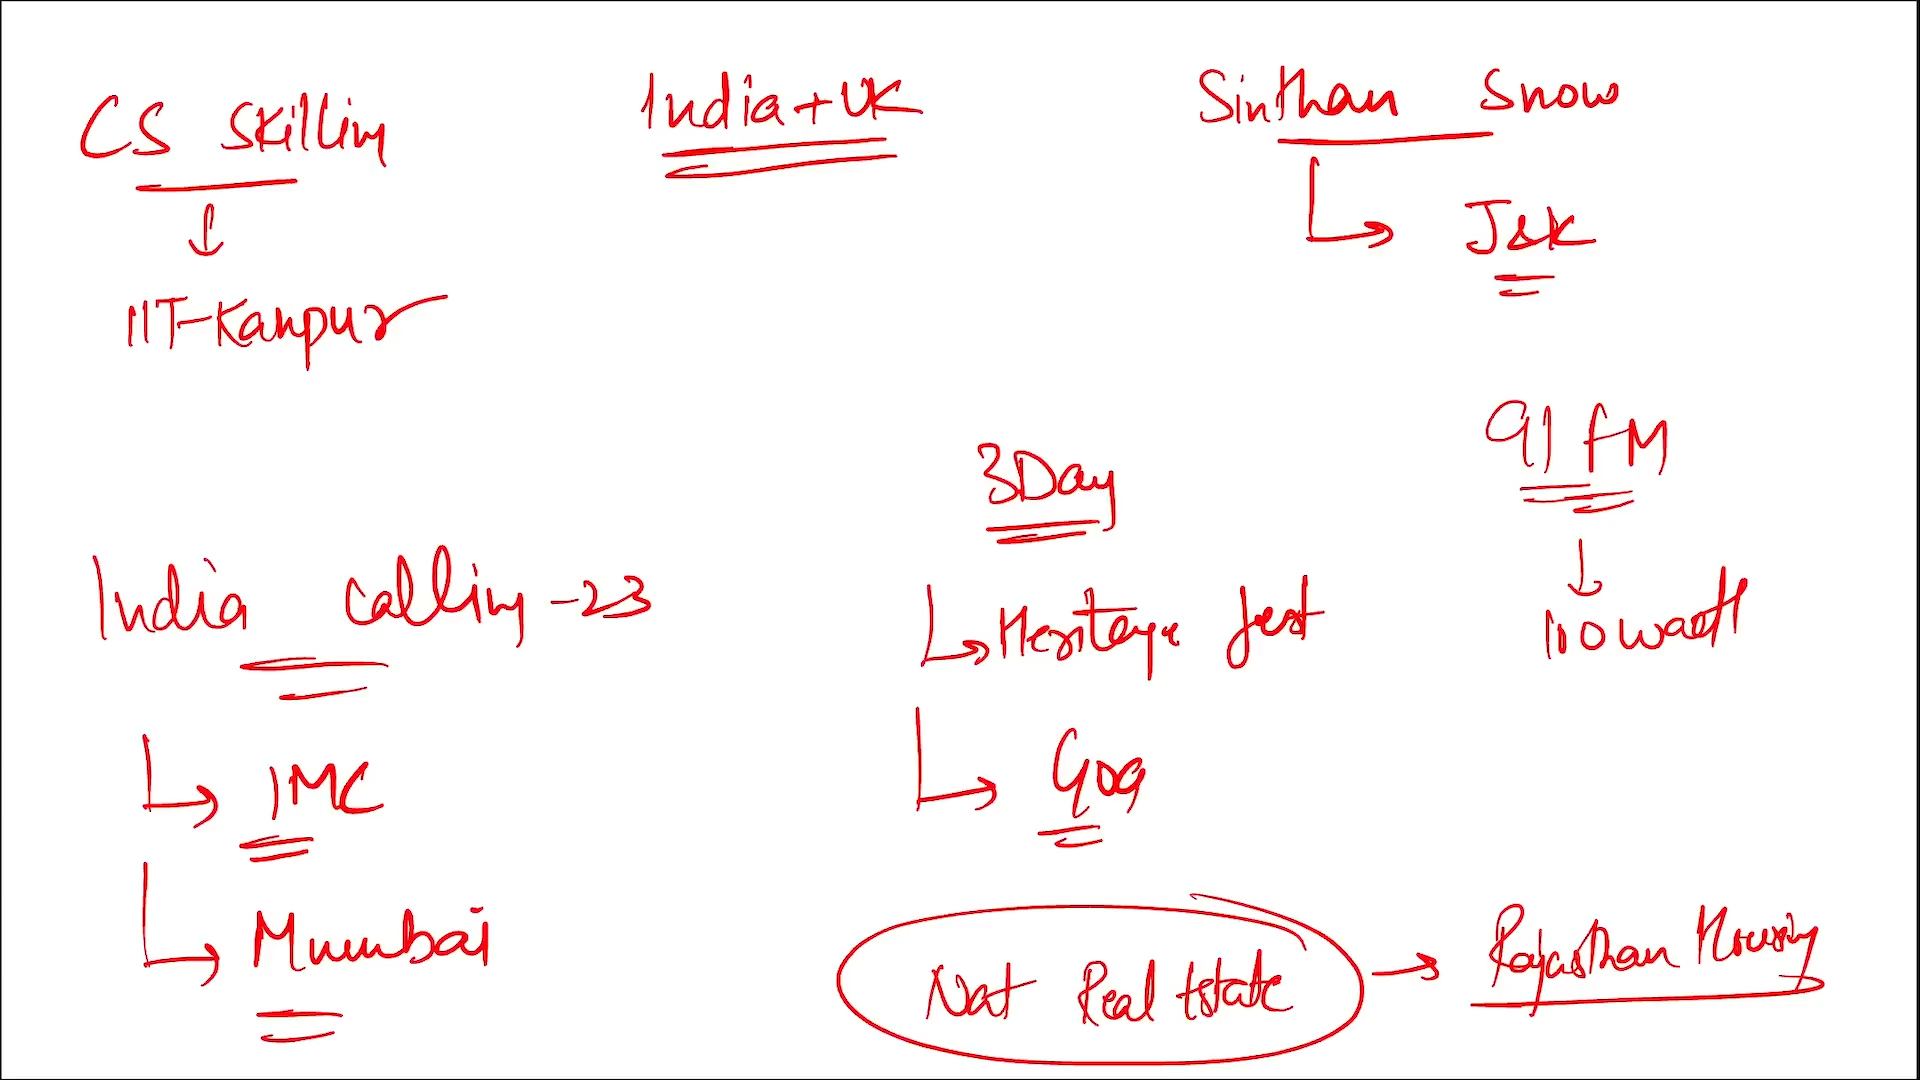 CS Skilling
↓
IIT-Kanpur
India+UK
Sinthan Snow
J&K
91 FM
↓
100 watt
3Day
Heritage fest
Goa
India Calling -23
IMC
Mumbai
Nat Real Estate → Rajasthan Housing